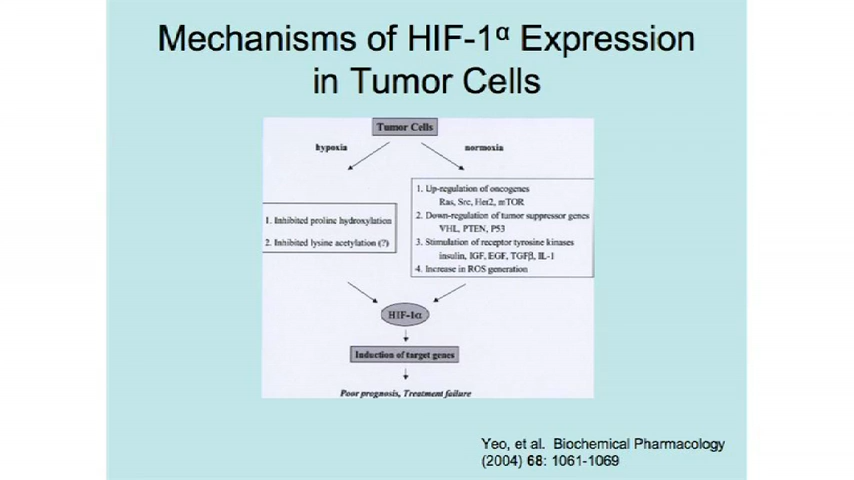 Mechanisms of HIF-1α Expression
in Tumor Cells
Tumor Cells
hypoxia
normoxia
1. Inhibited proline hydroxylation
2. Inhibited lysine acetylation (?)
1. Up-regulation of oncogenes
Ras, Src, Her2, mTOR
2. Down-regulation of tumor suppressor genes
VHL, PTEN, P53
3. Stimulation of receptor tyrosine kinases
insulin, IGF, EGF, TGFβ, IL-1
4. Increase in ROS generation
HIF-1α
Induction of target genes
Poor prognosis, Treatment failure
Yeo, et al. Biochemical Pharmacology
(2004) 68: 1061-1069